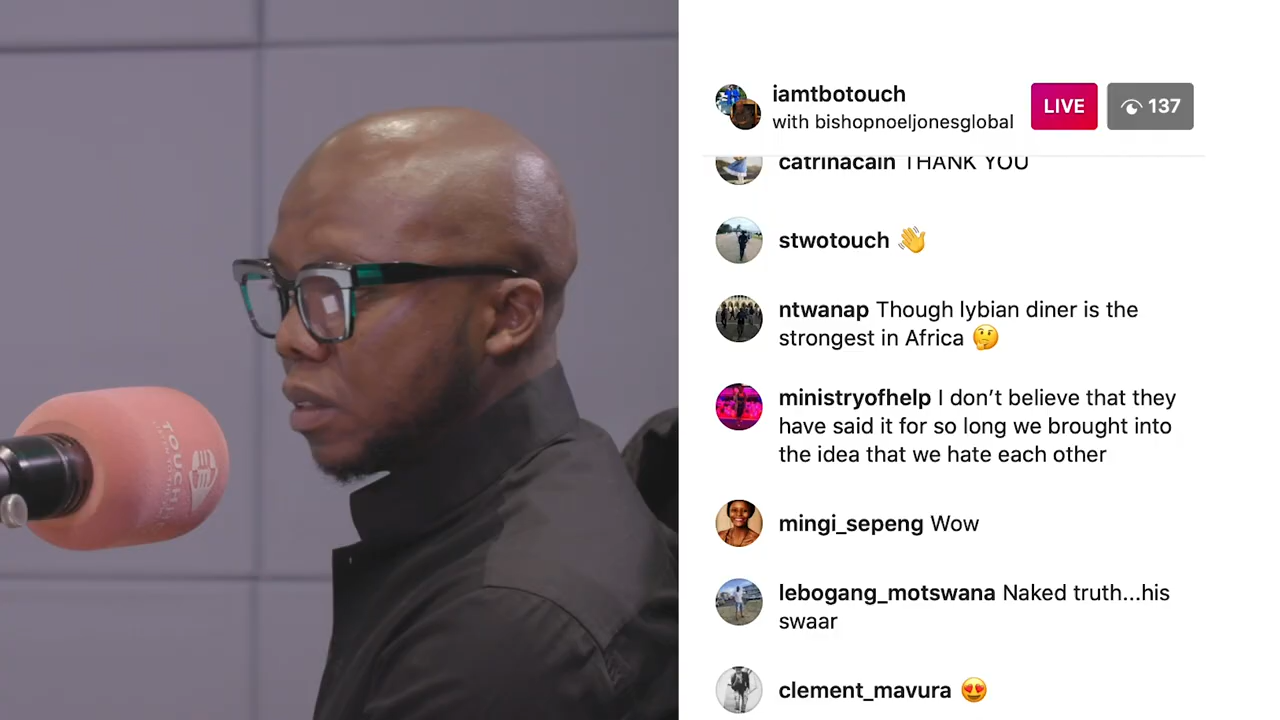 iamtbotouch
with bishopnoeljonesglobal
LIVE
137
catrinacain THANK YOU
stwotouch 👋
ntwanap Though lybian diner is the
strongest in Africa 🤔
ministryofhelp I don’t believe that they
have said it for so long we brought into
the idea that we hate each other
mingi_sepeng Wow
lebogang_motswana Naked truth...his
swaar
clement_mavura 😍
TOUCH